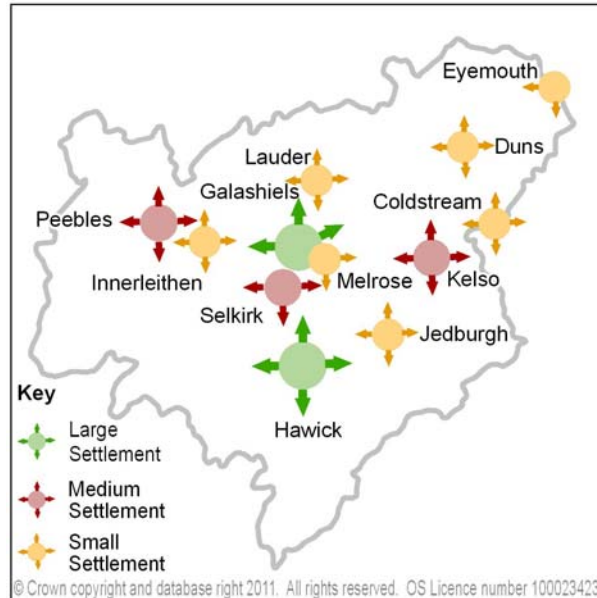 Eyemouth
Duns
Lauder
Galashiels
Coldstream
Peebles
Innerleithen
Melrose
Kelso
Selkirk
Jedburgh
Hawick
Key
Large
Settlement
Medium
Settlement
Small
Settlement
© Crown copyright and database right 2011. All rights reserved. OS Licence number 100023423